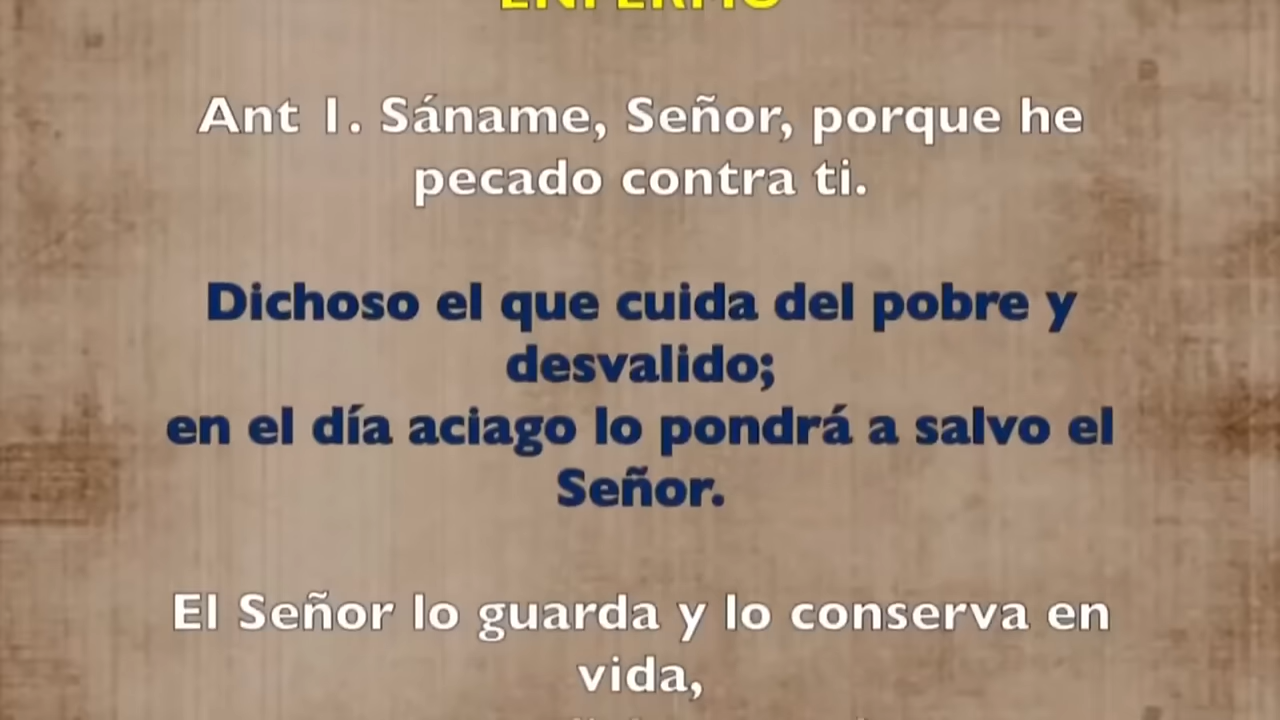 ENFERMO
Ant 1. Sáname, Señor, porque he
pecado contra ti.
Dichoso el que cuida del pobre y
desvalido;
en el día aciago lo pondrá a salvo el
Señor.
El Señor lo guarda y lo conserva en
vida,